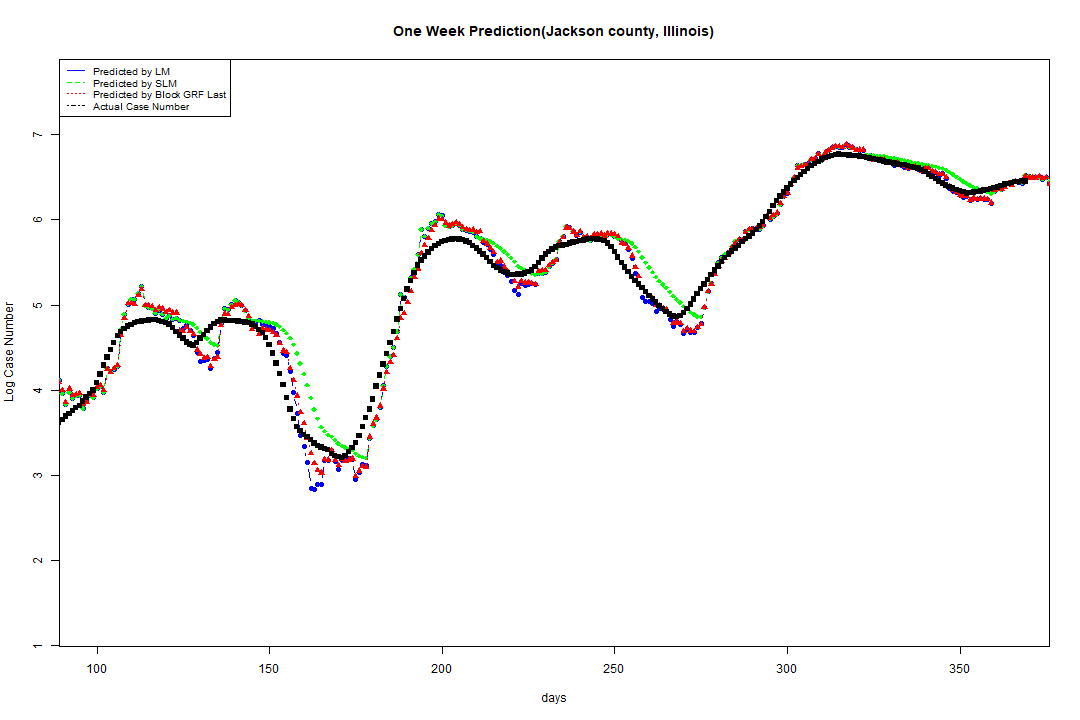 One Week Prediction(Jackson county, Illinois)
Predicted by LM
Predicted by SLM
Predicted by Block GRF Last
Actual Case Number
7
6
5
4
3
2
1
Log Case Number
100 150 200 250 300 350
days